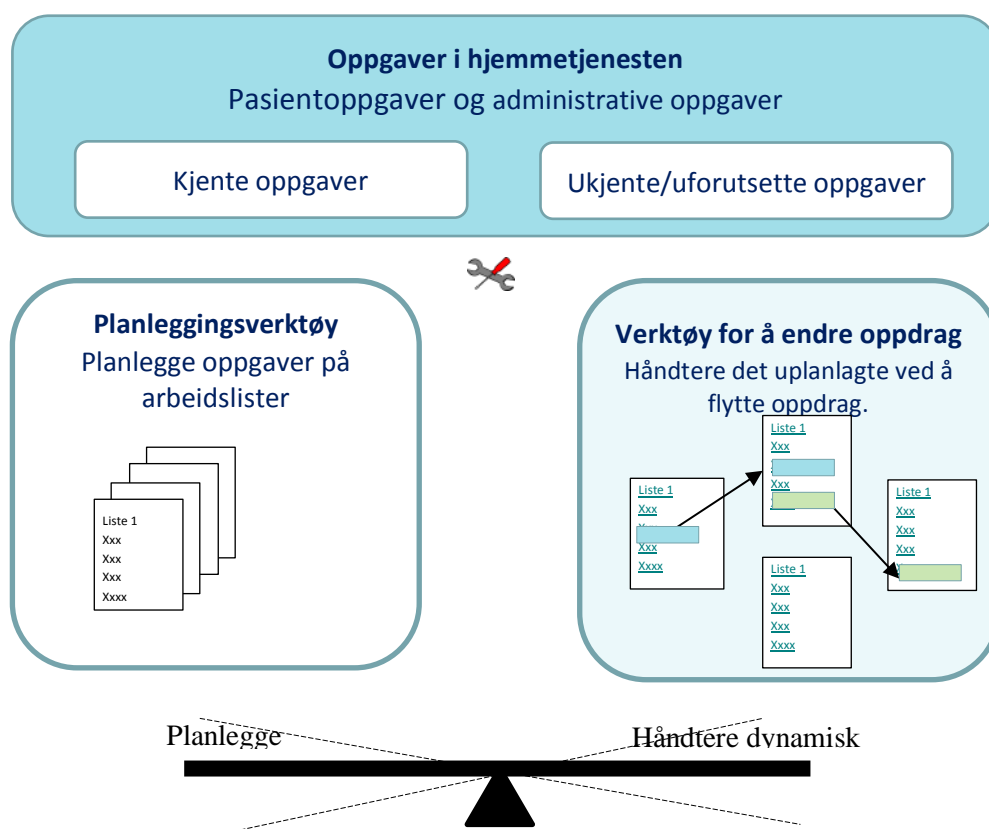 Oppgaver i hjemmetjenesten
Pasientoppgaver og administrative oppgaver
Kjente oppgaver
Ukjente/uforutsette oppgaver
Planleggingsverktøy
Planlegge oppgaver på
arbeidslister
Liste 1
Xxx
Xxx
Xxx
Xxxx
Verktøy for å endre oppdrag
Håndtere det uplanlagte ved å
flytte oppdrag.
Liste 1
Xxx
Xxx
Xxxx
Liste 1
Xxx
Xxx
Liste 1
Xxx
Xxx
Xxx
Liste 1
Xxx
Xxx
Xxx
Xxxx
Planlegge
Håndtere dynamisk